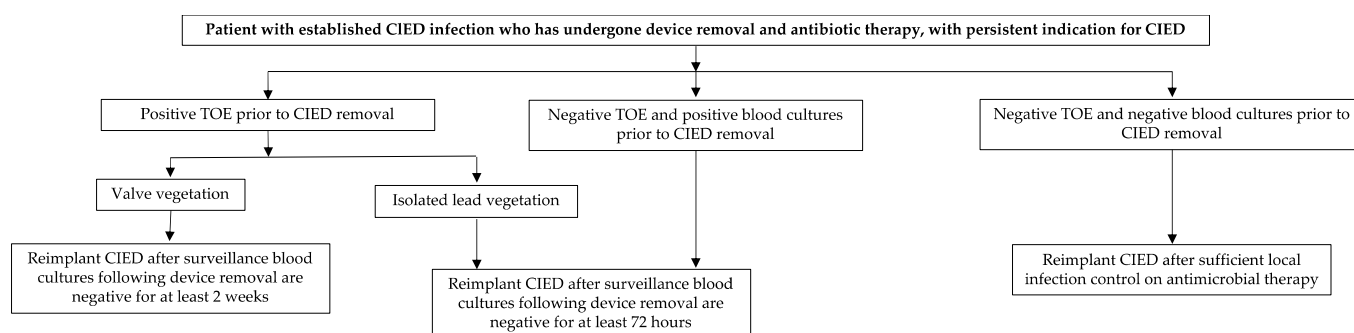 Patient with established CIED infection who has undergone device removal and antibiotic therapy, with persistent indication for CIED
Positive TOE prior to CIED removal
Negative TOE and positive blood cultures
prior to CIED removal
Negative TOE and negative blood cultures prior to
CIED removal
Valve vegetation
Isolated lead vegetation
Reimplant CIED after surveillance blood
cultures following device removal are
negative for at least 2 weeks
Reimplant CIED after surveillance blood
cultures following device removal are
negative for at least 72 hours
Reimplant CIED after sufficient local
infection control on antimicrobial therapy